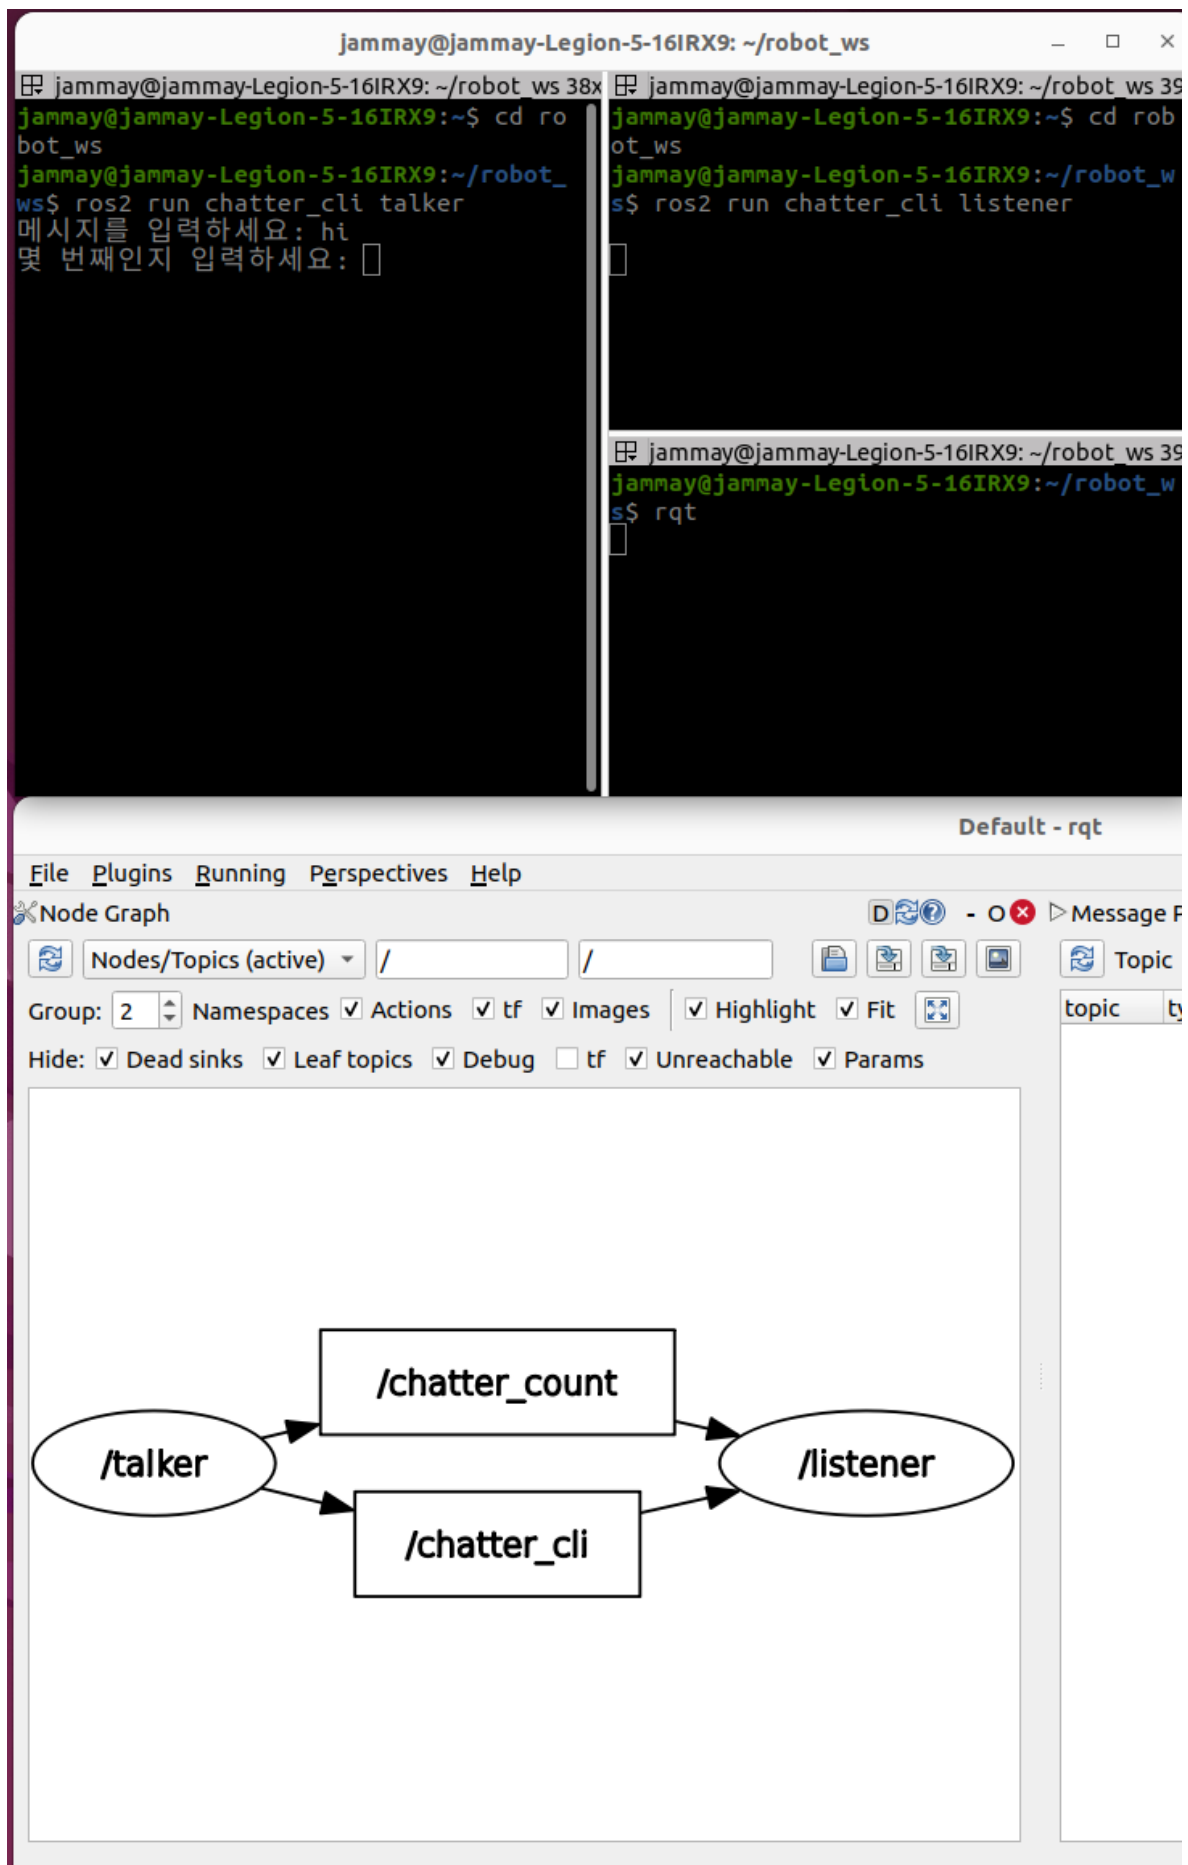 jammay@jammay-Legion-5-16IRX9: ~/robot_ws
jammay@jammay-Legion-5-16IRX9: ~/robot_ws 38x
jammay@jammay-Legion-5-16IRX9:~$ cd ro
bot_ws
jammay@jammay-Legion-5-16IRX9:~/robot_
ws$ ros2 run chatter_cli talker
메시지를 입력하세요: hi
몇 번째인지 입력하세요:
jammay@jammay-Legion-5-16IRX9: ~/robot_ws 39
jammay@jammay-Legion-5-16IRX9:~$ cd rob
ot_ws
jammay@jammay-Legion-5-16IRX9:~/robot_w
s$ ros2 run chatter_cli listener
jammay@jammay-Legion-5-16IRX9: ~/robot_ws 39
jammay@jammay-Legion-5-16IRX9:~/robot_w
s$ rqt
Default - rqt
File Plugins Running Perspectives Help
Node Graph D - O
Nodes/Topics (active) / /
Group: 2 Namespaces Actions tf Images Highlight Fit
Hide: Dead sinks Leaf topics Debug tf Unreachable Params
/chatter_count
/talker /listener
/chatter_cli
Message P
Topic
topic ty